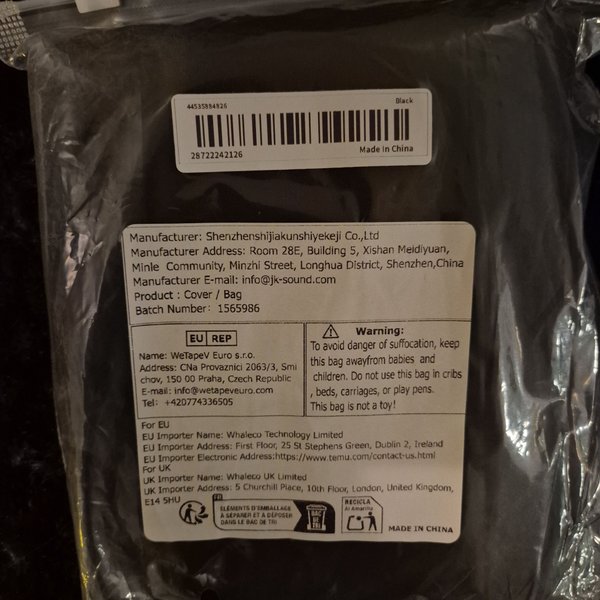 44535884826
Black
28722242126
Made In China
Manufacturer: Shenzhenshijiakunshiyekeji Co.,Ltd
Manufacturer Address: Room 28E, Building 5, Xishan Meidiyuan,
Minle Community, Minzhi Street, Longhua District, Shenzhen,China
Manufacturer E-mail: info@jk-sound.com
Product : Cover / Bag
Batch Number: 1565986
EU REP
Name: WeTapeV Euro s.r.o.
Address: CNa Provaznici 2063/3, Smi
chov, 150 00 Praha, Czech Republic
E-mail: info@wetapeveuro.com
Tel: +420774336505
Warning:
To avoid danger of suffocation, keep
this bag awayfrom babies and
children. Do not use this bag in cribs
, beds, carriages, or play pens.
This bag is not a toy!
For EU
EU Importer Name: Whaleco Technology Limited
EU Importer Address: First Floor, 25 St Stephens Green, Dublin 2, Ireland
EU Importer Electronic Address:https://www.temu.com/contact-us.html
For UK
UK Importer Name: Whaleco UK Limited
UK Importer Address: 5 Churchill Place, 10th Floor, London, United Kingdom,
E14 5HU
FR
ÉLÉMENTS D'EMBALLAGE
À SÉPARER ET À DÉPOSER
DANS LE BAC DE TRI
BAC
DE
TRI
RECICLA
Al Amarillo
MADE IN CHINA